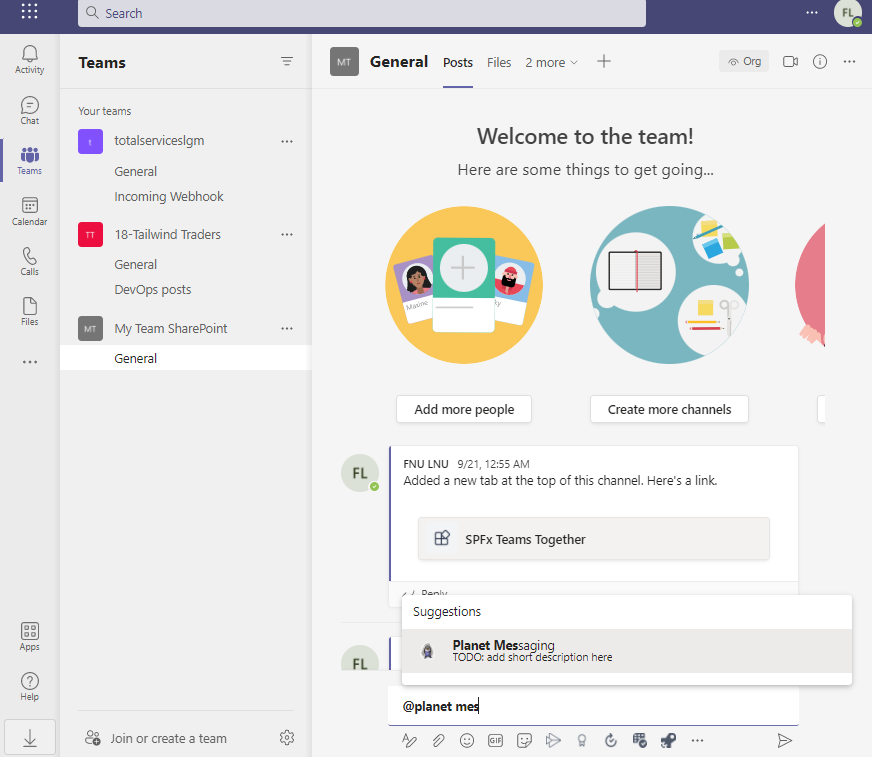 Search
FL
Activity
Chat
Teams
Calendar
Calls
Files
Apps
Help
Teams
Your teams
t
totalserviceslgm
General
Incoming Webhook
TT
18-Tailwind Traders
General
DevOps posts
MT
My Team SharePoint
General
Join or create a team
MT
General
Posts
Files
2 more
Org
Welcome to the team!
Here are some things to get going...
Maxine
Add more people
Create more channels
FL
FNU LNU 9/21, 12:55 AM
Added a new tab at the top of this channel. Here's a link.
SPFx Teams Together
Reply
FL
Suggestions
Planet Messaging
TODO: add short description here
@planet mes
GIF